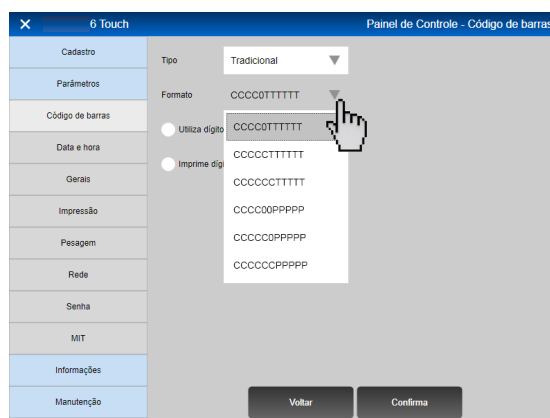 6 Touch
Painel de Controle - Código de barras
Cadastro
Parâmetros
Código de barras
Data e hora
Gerais
Impressão
Pesagem
Rede
Senha
MIT
Informações
Manutenção
Tipo
Tradicional
Formato
CCCC0TTTTTT
Utiliza dígito
Imprime díg
CCCC0TTTTTT
CCCCCTTTTTT
CCCCCCTTTTT
CCCC00PPPPP
CCCCC0PPPPP
CCCCCCPPPPP
Voltar
Confirma